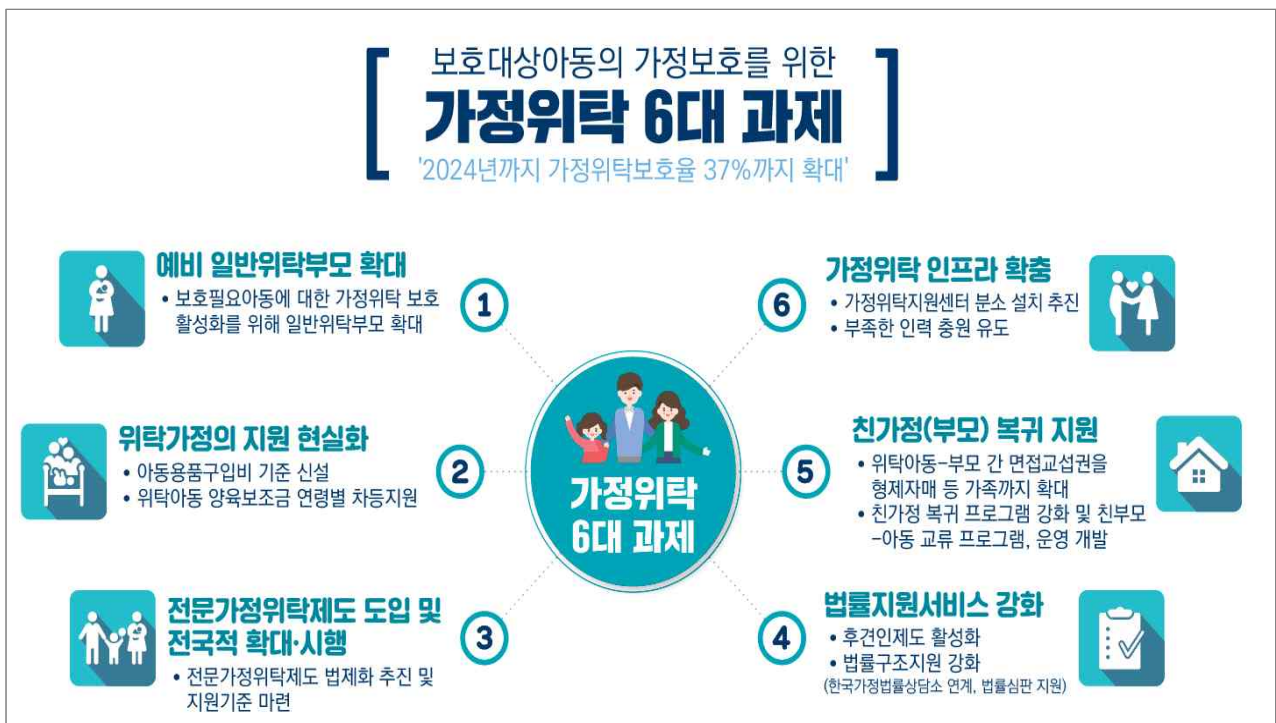 보호대상아동의 가정보호를 위한
가정위탁 6대 과제
'2024년까지 가정위탁보호율 37%까지 확대'
예비 일반위탁부모 확대
• 보호필요아동에 대한 가정위탁 보호
활성화를 위해 일반위탁부모 확대
1
위탁가정의 지원 현실화
• 아동용품구입비 기준 신설
• 위탁아동 양육보조금 연령별 차등지원
2
전문가정위탁제도 도입 및
전국적 확대·시행
• 전문가정위탁제도 법제화 추진 및
지원기준 마련
3
가정위탁
6대 과제
4
법률지원서비스 강화
• 후견인제도 활성화
• 법률구조지원 강화
(한국가정법률상담소 연계, 법률심판 지원)
5
친가정(부모) 복귀 지원
• 위탁아동-부모 간 면접교섭권을
형제자매 등 가족까지 확대
• 친가정 복귀 프로그램 강화 및 친부모
-아동 교류 프로그램, 운영 개발
6
가정위탁 인프라 확충
• 가정위탁지원센터 분소 설치 추진
• 부족한 인력 충원 유도